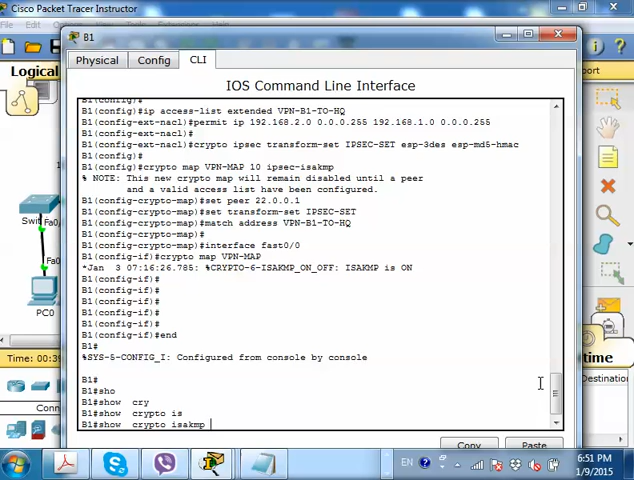 Cisco Packet Tracer Instructor
B1
Physical
Config
CLI
Logical
IOS Command Line Interface
B1(config)#
B1(config)#ip access-list extended VPN-B1-TO-HQ
B1(config-ext-nacl)#permit ip 192.168.2.0 0.0.0.255 192.168.1.0 0.0.0.255
B1(config-ext-nacl)#
B1(config-ext-nacl)#crypto ipsec transform-set IPSEC-SET esp-3des esp-md5-hmac
B1(config)#
B1(config)#crypto map VPN-MAP 10 ipsec-isakmp
% NOTE: This new crypto map will remain disabled until a peer
and a valid access list have been configured.
B1(config-crypto-map)#set peer 22.0.0.1
B1(config-crypto-map)#set transform-set IPSEC-SET
B1(config-crypto-map)#match address VPN-B1-TO-HQ
B1(config-crypto-map)#
B1(config-crypto-map)#interface fast0/0
B1(config-if)#crypto map VPN-MAP
*Jan  3 07:16:26.785: %CRYPTO-6-ISAKMP_ON_OFF: ISAKMP is ON
B1(config-if)#
B1(config-if)#
B1(config-if)#
B1(config-if)#
B1(config-if)#end
B1#
%SYS-5-CONFIG_I: Configured from console by console
B1#
B1#sho
B1#show  cry
B1#show  crypto is
B1#show  crypto isakmp
Copy
Paste
Swit
Fa0/
Fa0
PC0
Time: 00:3
Conn
port
time
Destination
EN
6:51 PM
1/9/2015